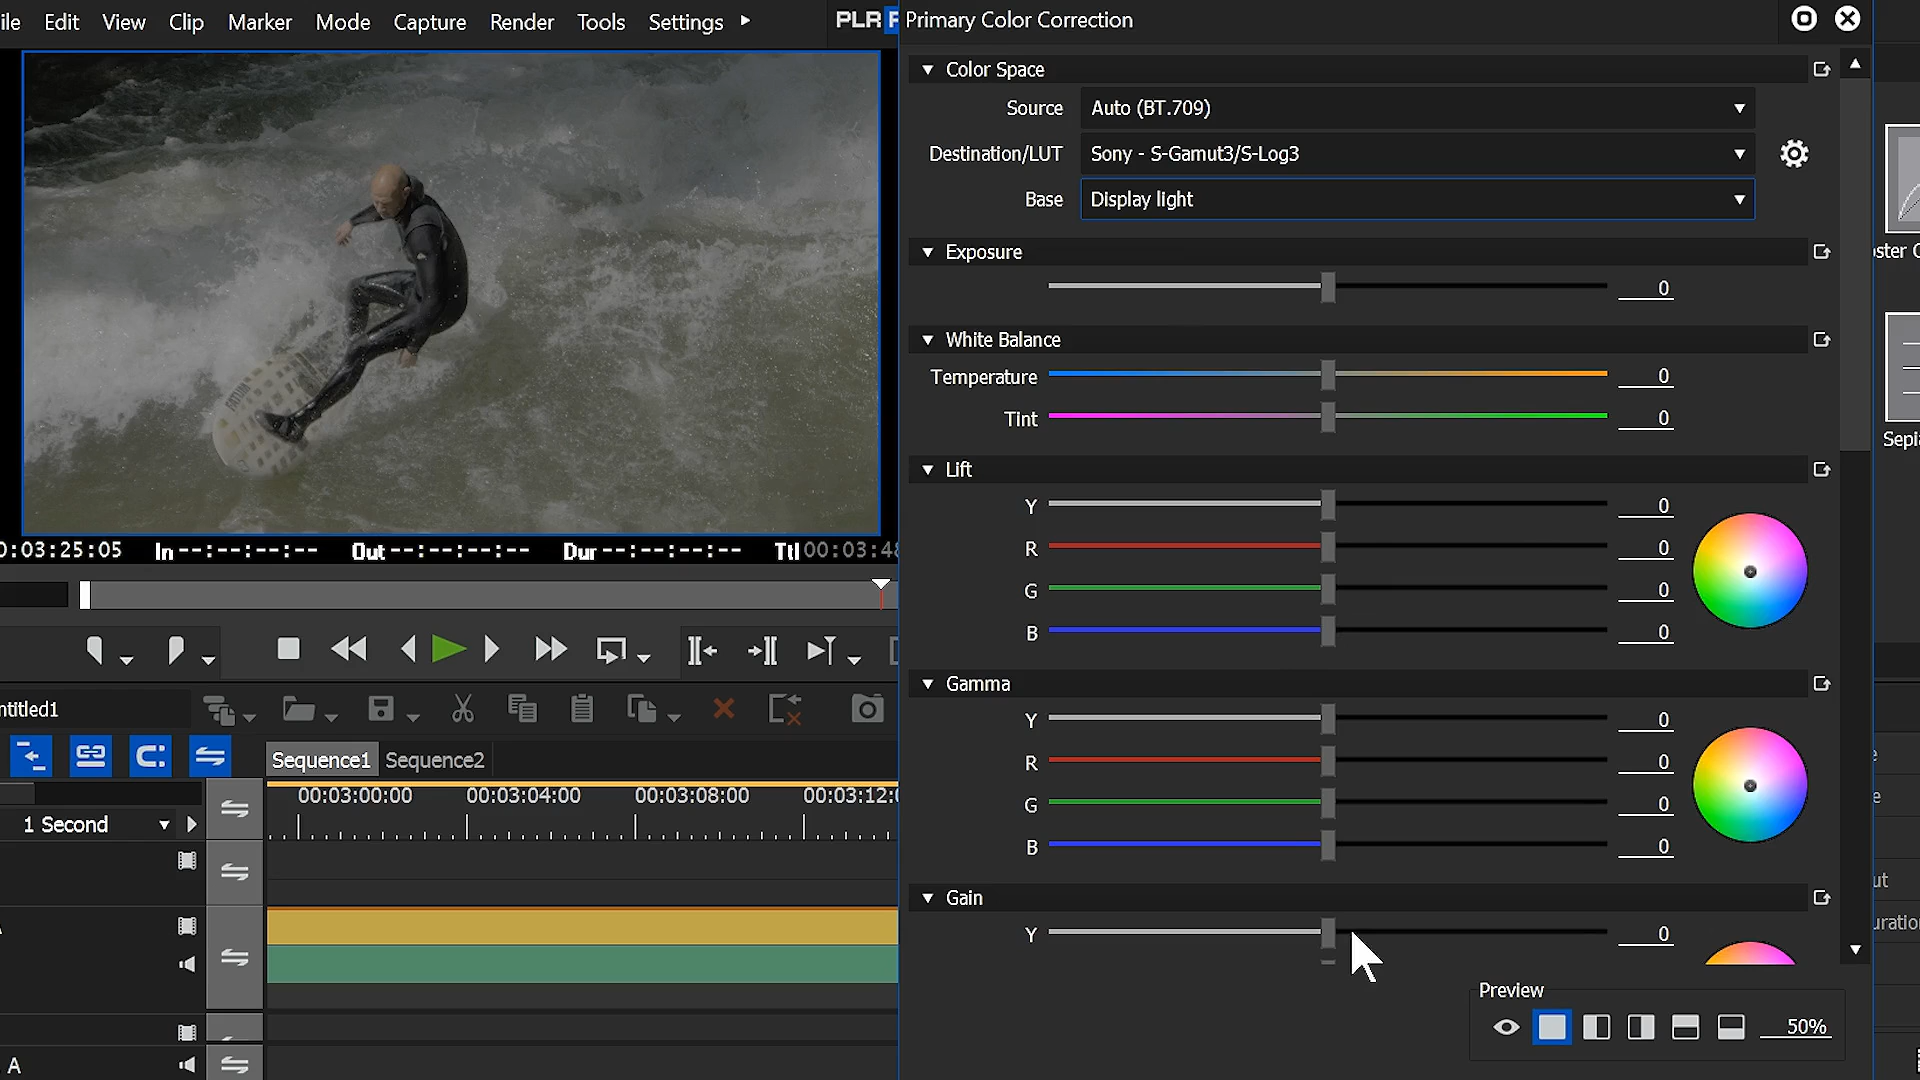 ile Edit View Clip Marker Mode Capture Render Tools Settings
PLR
Primary Color Correction
Color Space
Source Auto (BT.709)
Destination/LUT Sony - S-Gamut3/S-Log3
Base Display light
Exposure
0
White Balance
Temperature 0
Tint 0
Lift
Y 0
R 0
G 0
B 0
Gamma
Y 0
R 0
G 0
B 0
Gain
Y 0
Preview
50%
0:03:25:05 In --:--:--:-- Out --:--:--:-- Dur --:--:--:-- Ttl 00:03:48
ntitled1
Sequence1 Sequence2
00:03:00:00 00:03:04:00 00:03:08:00 00:03:12:
1 Second
A
ster C
Sepi
ut
uratio